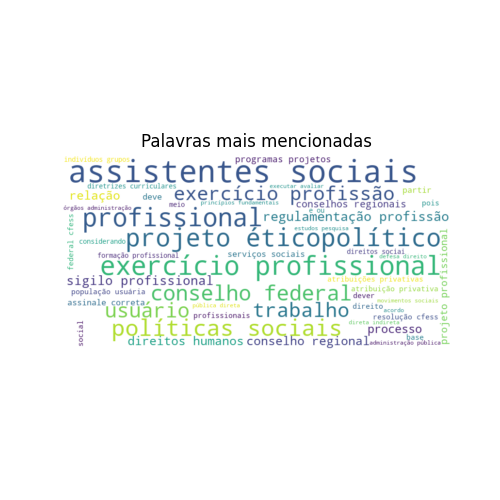 Palavras mais mencionadas
indivíduos grupos
programas projetos
assistentes sociais
diretrizes curriculares
executar avaliar
relação
deve
exercício profissão
partir
órgãos administração
meio
princípios fundamentais
conselhos regionais
pois
profissional
e ou
regulamentação profissão
federal cfess
considerando
projeto éticopolítico
estudos pesquisa
formação profissional
serviços sociais
direitos sociai
defesa direito
exercício profissional
sigilo profissional
atribuições privativas
projeto profissional
população usuária
conselho federal
atribuição privativa
assinale correta
dever
movimentos sociais
usuário
pública direta
trabalho
direito
acordo
profissionais
resolução cfess
políticas sociais
direta indireta
processo
social
direitos humanos
conselho regional
base
administração pública